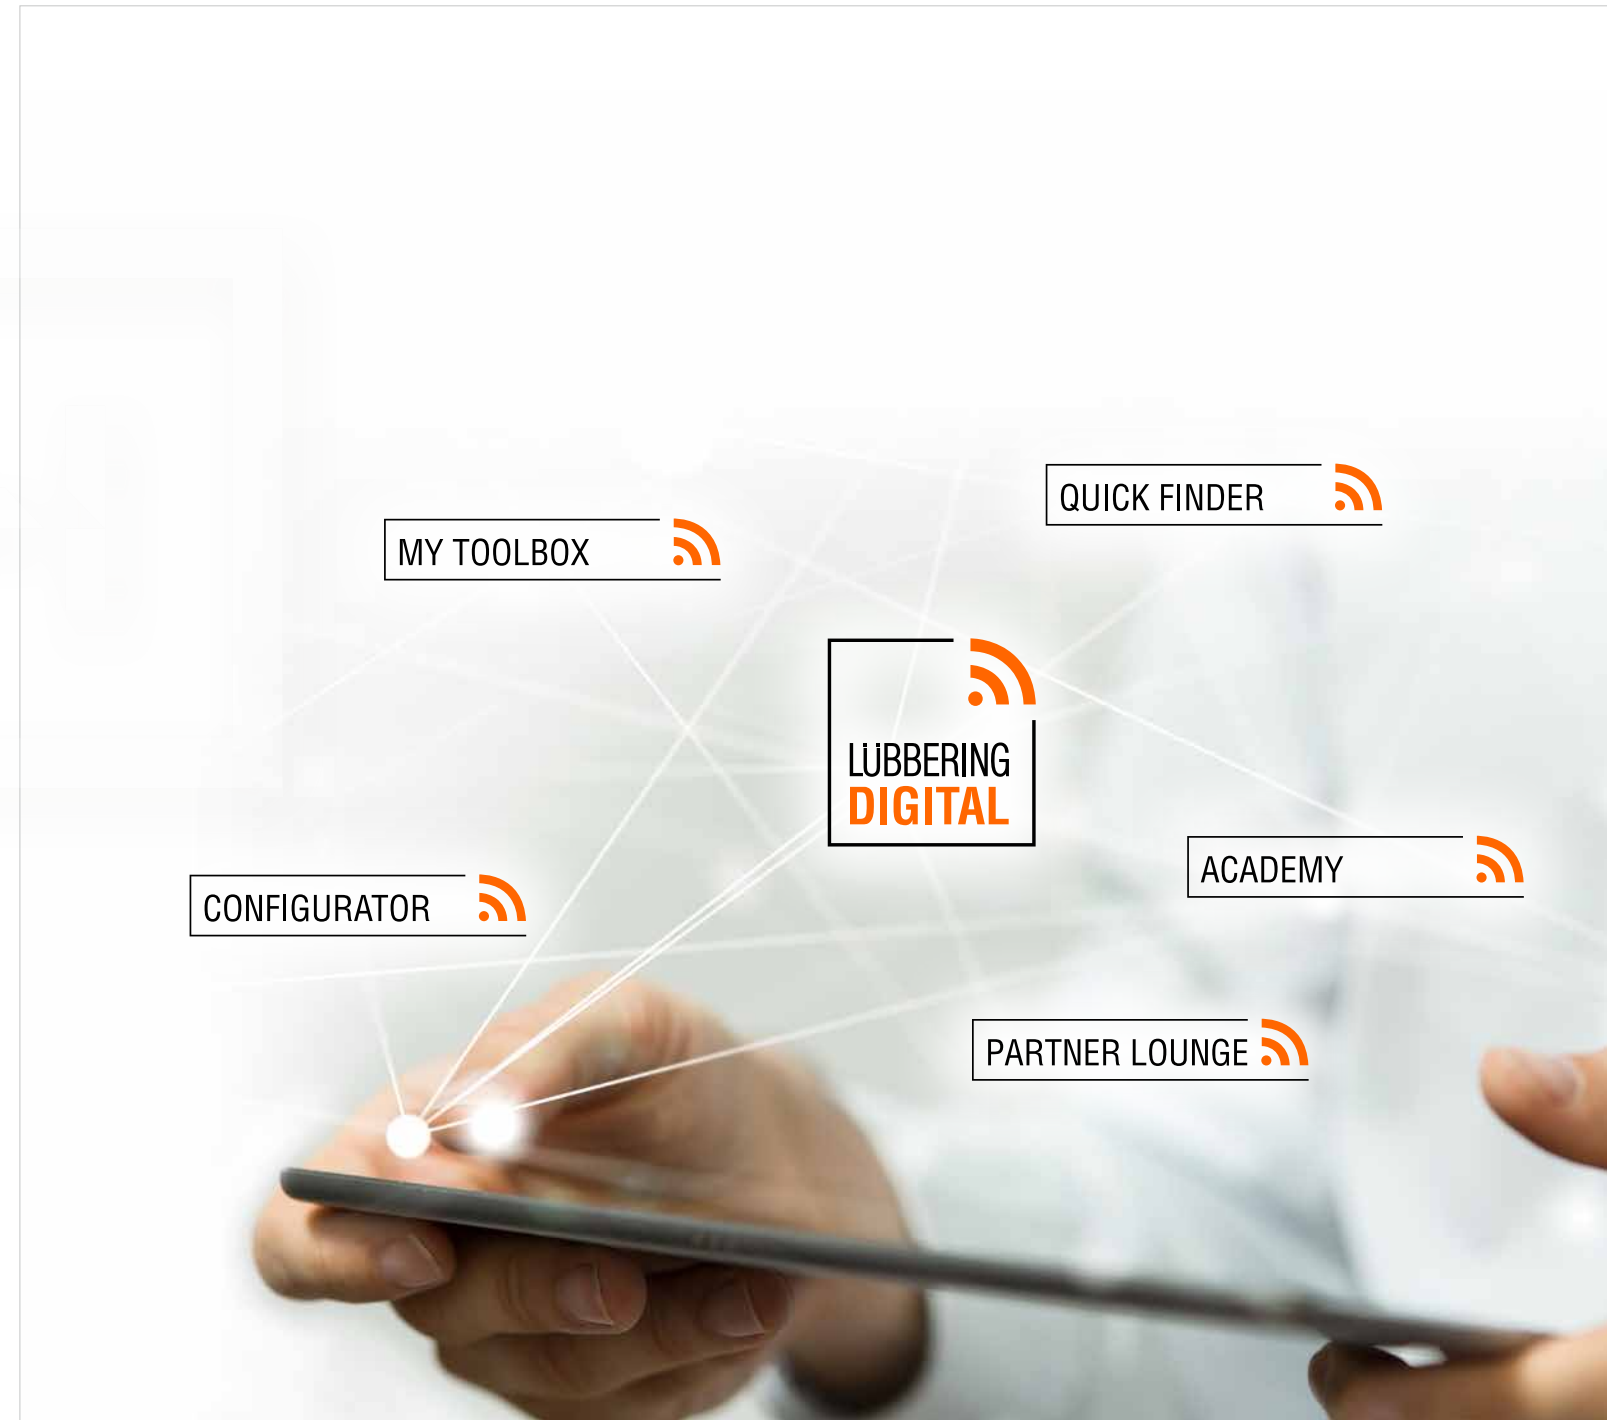 QUICK FINDER
MY TOOLBOX
LÜBBERING
DIGITAL
ACADEMY
CONFIGURATOR
PARTNER LOUNGE